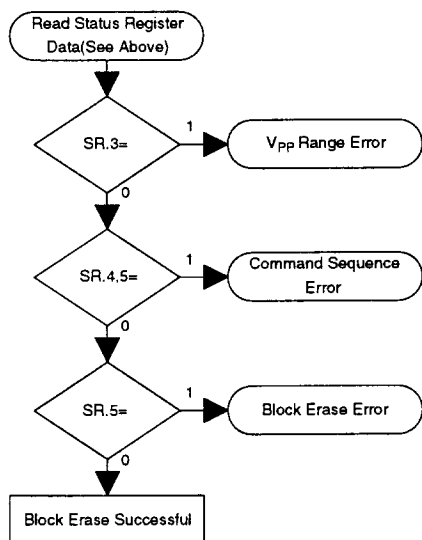 Read Status Register
Data(See Above)
SR.3=
1
VPP Range Error
0
SR.4,5=
1
Command Sequence
Error
0
SR.5=
1
Block Erase Error
0
Block Erase Successful